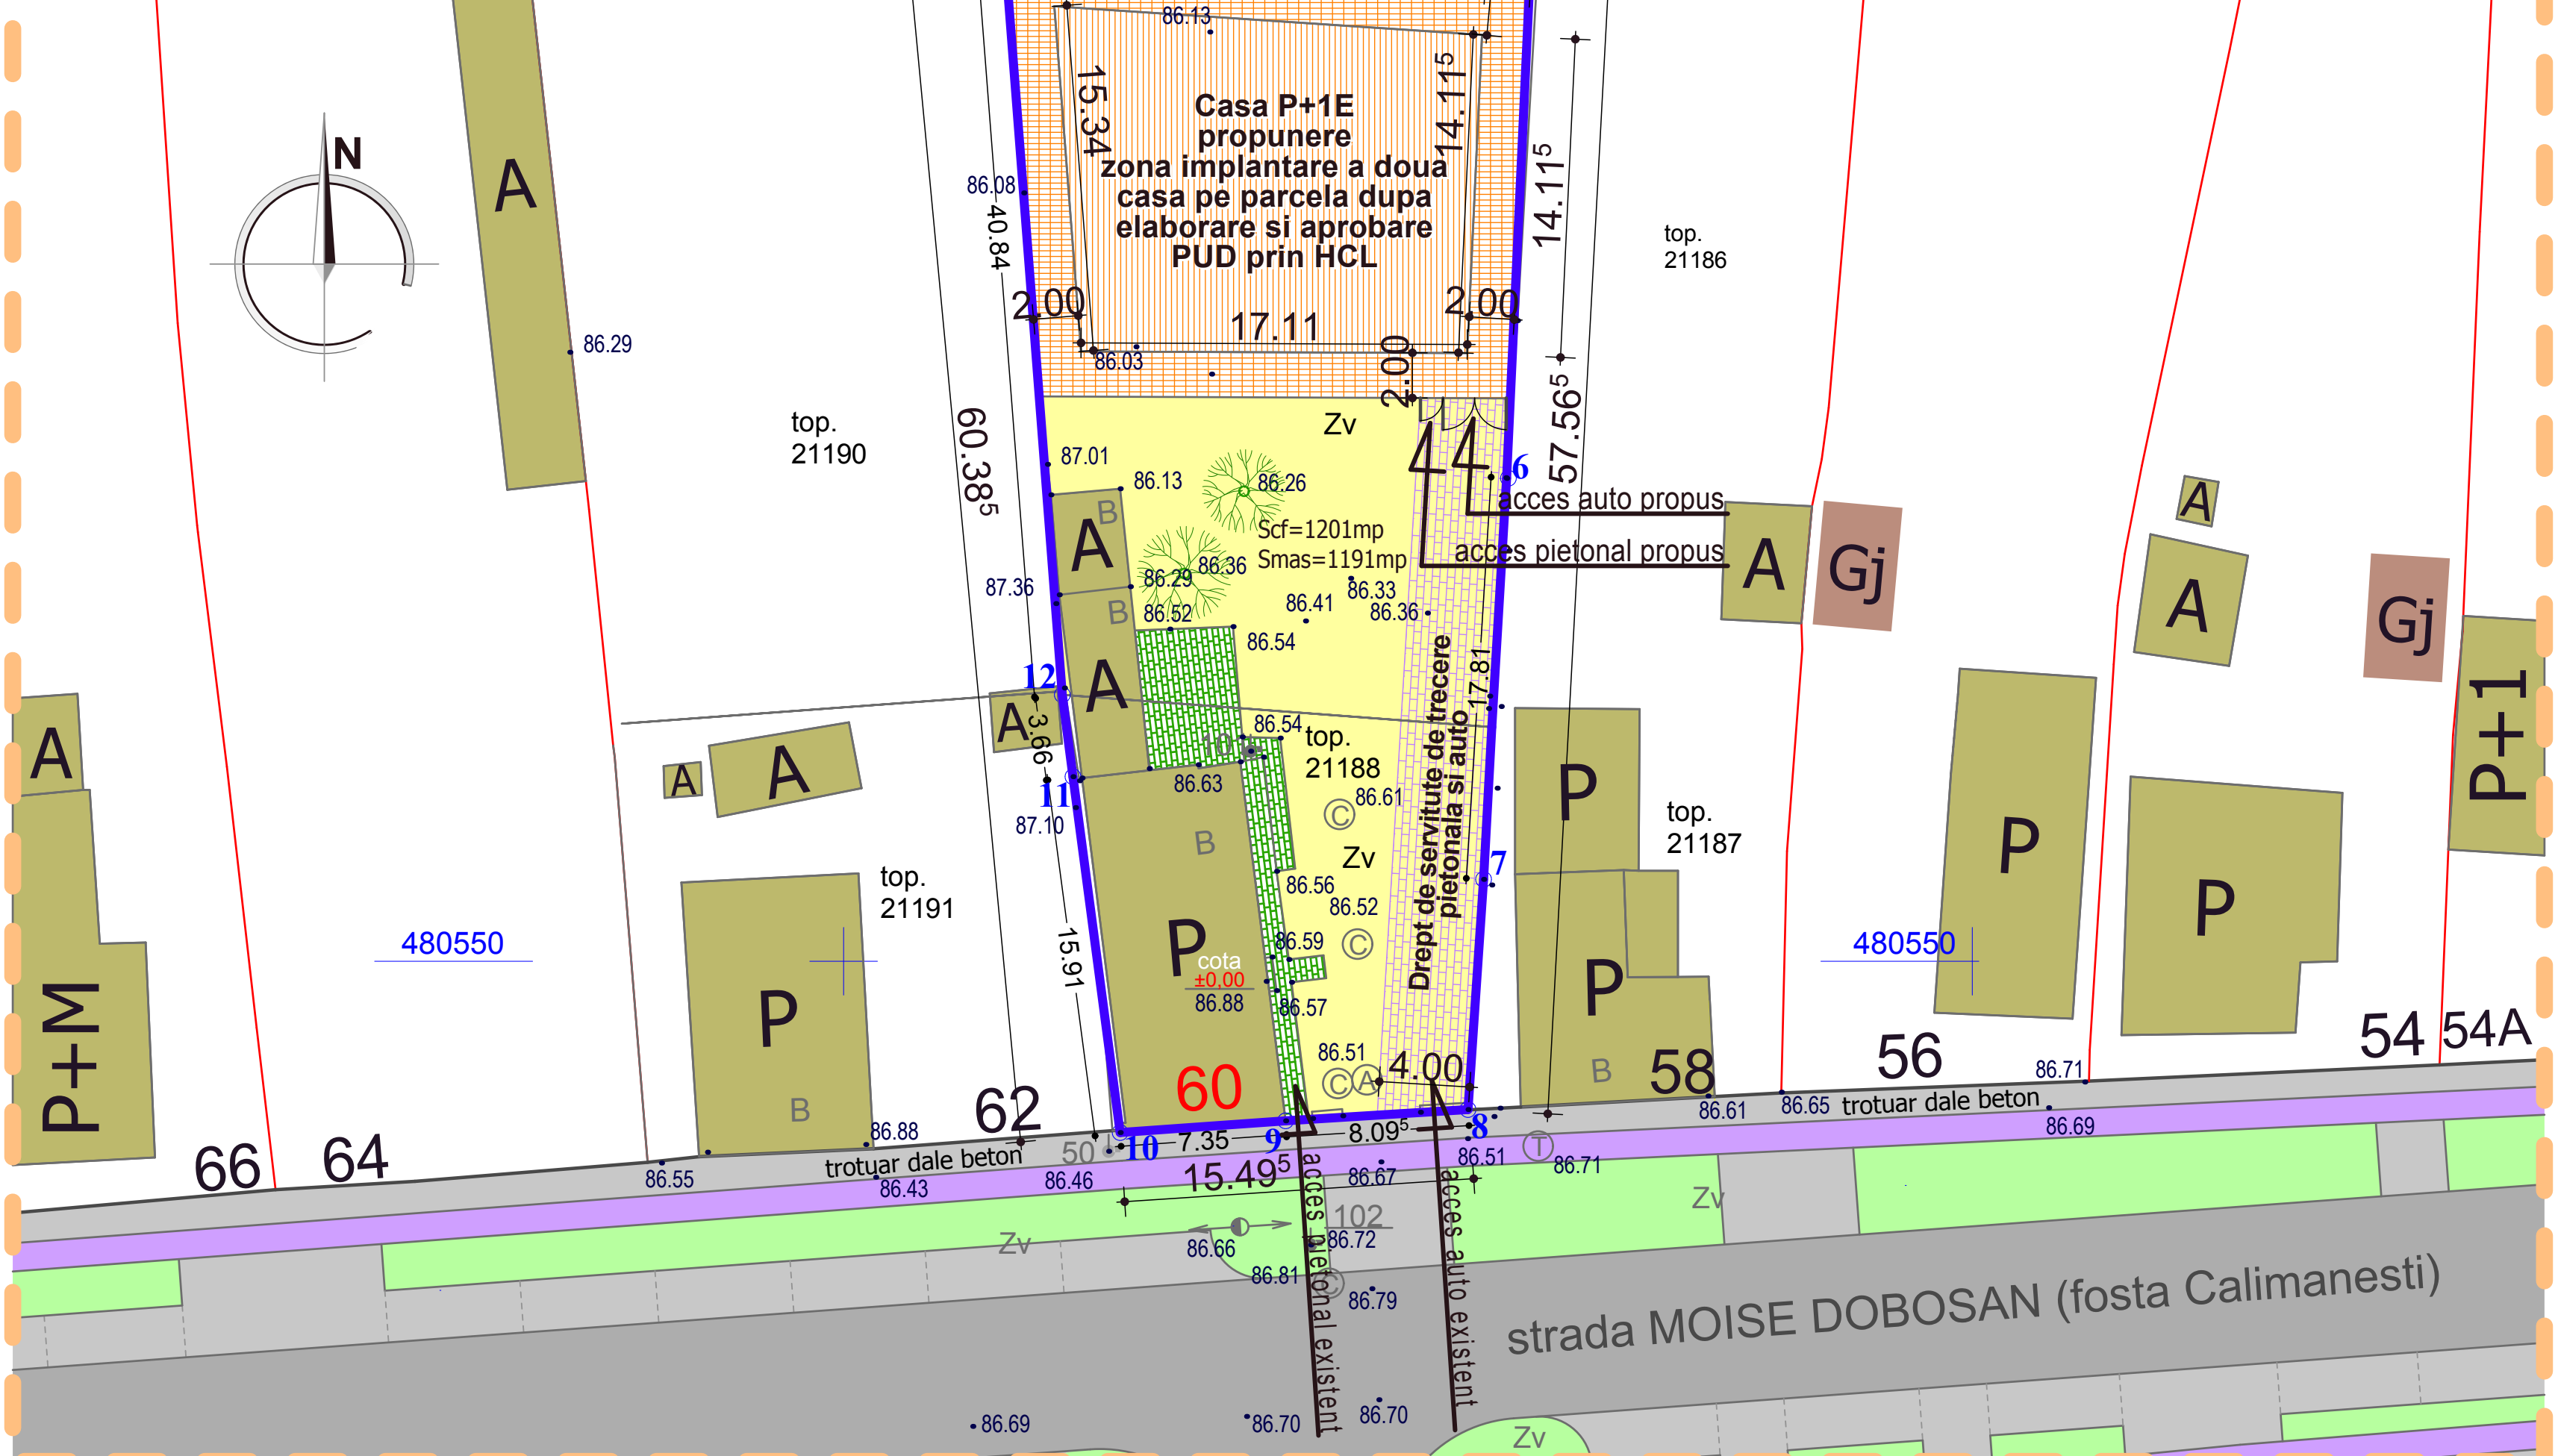 86.13
15.34
14.11⁵
Casa P+1E
propunere
zona implantare a doua
casa pe parcela dupa
elaborare si aprobare
PUD prin HCL
N
A
86.08
40.84
14.11⁵
top.
21186
2.00
17.11
2.00
86.29
86.03
2.00
top.
21190
60.38⁵
Zv
57.56⁵
87.01
86.13
86.26
6
acces auto propus
acces pietonal propus
B
A
Scf=1201mp
Smas=1191mp
A
Gj
A
A
Gj
87.36
86.29
86.36
86.33
86.41
86.36
B
86.52
86.54
12
A
A
3.66
17.81
Drept de servitute de trecere
pietonala si auto
86.54
top.
21188
86.61
10
86.63
11
87.10
A
A
A
P
top.
21187
P
P+1
B
C
Zv
7
86.56
86.52
top.
21191
P
480550
480550
P
P
cota
±0,00
86.88
86.59
C
86.57
15.91
P
P+M
B
P
B
86.51
C
A
4.00
60
62
58
56
54
54A
66
64
86.88
86.55
trotuar dale beton
86.43
86.46
50
10
7.35
9
8.09⁵
8
86.51
15.49⁵
86.67
T
86.71
86.61
86.65
trotuar dale beton
86.71
86.69
Zv
Zv
102
86.66
86.72
86.81
C
86.79
acces pietonal existent
acces auto existent
strada MOISE DOBOSAN (fosta Calimanesti)
86.69
86.70
86.70
Zv